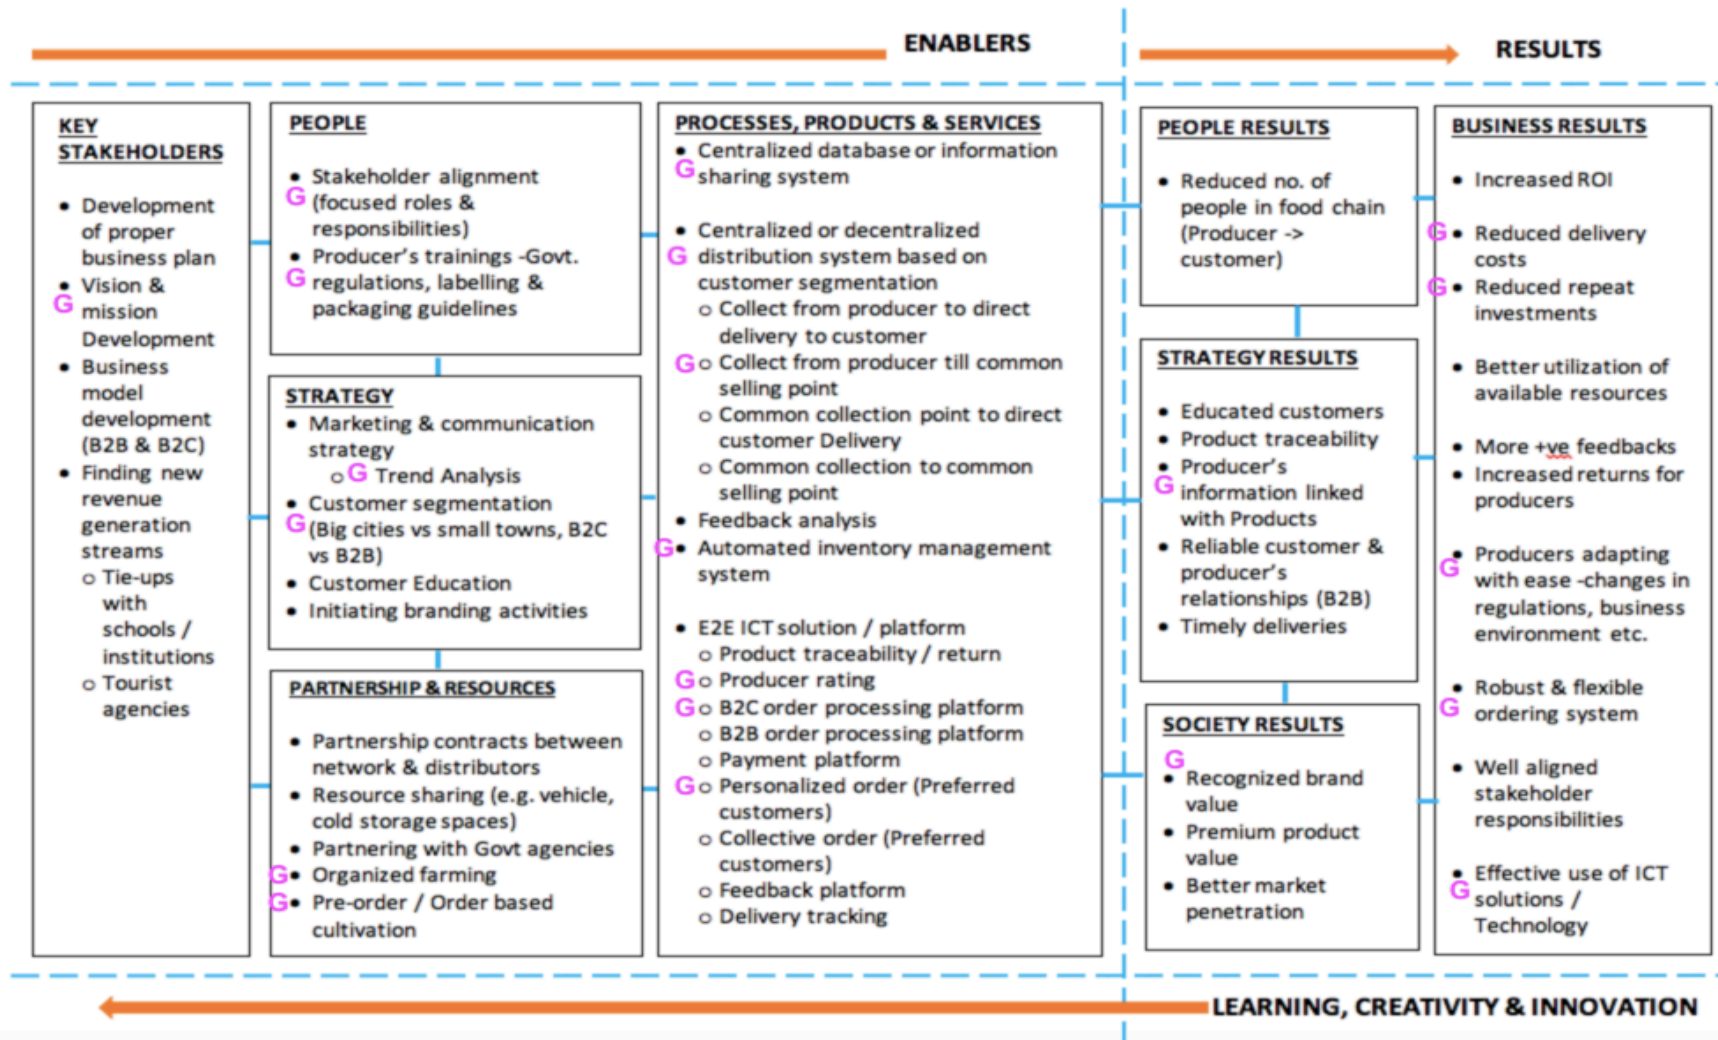 ENABLERS
RESULTS
KEY
STAKEHOLDERS
• Development
of proper
business plan
• Vision &
G mission
Development
• Business
model
development
(B2B & B2C)
• Finding new
revenue
generation
streams
o Tie-ups
with
schools /
institutions
o Tourist
agencies
PEOPLE
• Stakeholder alignment
G (focused roles &
responsibilities)
• Producer's trainings -Govt.
G regulations, labelling &
packaging guidelines
STRATEGY
• Marketing & communication
strategy
o G Trend Analysis
• Customer segmentation
G (Big cities vs small towns, B2C
vs B2B)
• Customer Education
• Initiating branding activities
PARTNERSHIP & RESOURCES
• Partnership contracts between
network & distributors
• Resource sharing (e.g. vehicle,
cold storage spaces)
• Partnering with Govt agencies
G • Organized farming
G • Pre-order / Order based
cultivation
PROCESSES, PRODUCTS & SERVICES
• Centralized database or information
G sharing system
• Centralized or decentralized
G distribution system based on
customer segmentation
o Collect from producer to direct
delivery to customer
G o Collect from producer till common
selling point
o Common collection point to direct
customer Delivery
o Common collection to common
selling point
• Feedback analysis
G • Automated inventory management
system
• E2E ICT solution / platform
o Product traceability / return
G o Producer rating
G o B2C order processing platform
o B2B order processing platform
o Payment platform
G o Personalized order (Preferred
customers)
o Collective order (Preferred
customers)
o Feedback platform
o Delivery tracking
PEOPLE RESULTS
• Reduced no. of
people in food chain
(Producer ->
customer)
STRATEGY RESULTS
• Educated customers
• Product traceability
• Producer's
G information linked
with Products
• Reliable customer &
producer's
relationships (B2B)
• Timely deliveries
SOCIETY RESULTS
G
• Recognized brand
value
• Premium product
value
• Better market
penetration
BUSINESS RESULTS
• Increased ROI
G • Reduced delivery
costs
G • Reduced repeat
investments
• Better utilization of
available resources
• More +ve feedbacks
• Increased returns for
producers
• Producers adapting
G with ease -changes in
regulations, business
environment etc.
• Robust & flexible
G ordering system
• Well aligned
stakeholder
responsibilities
• Effective use of ICT
G solutions /
Technology
LEARNING, CREATIVITY & INNOVATION